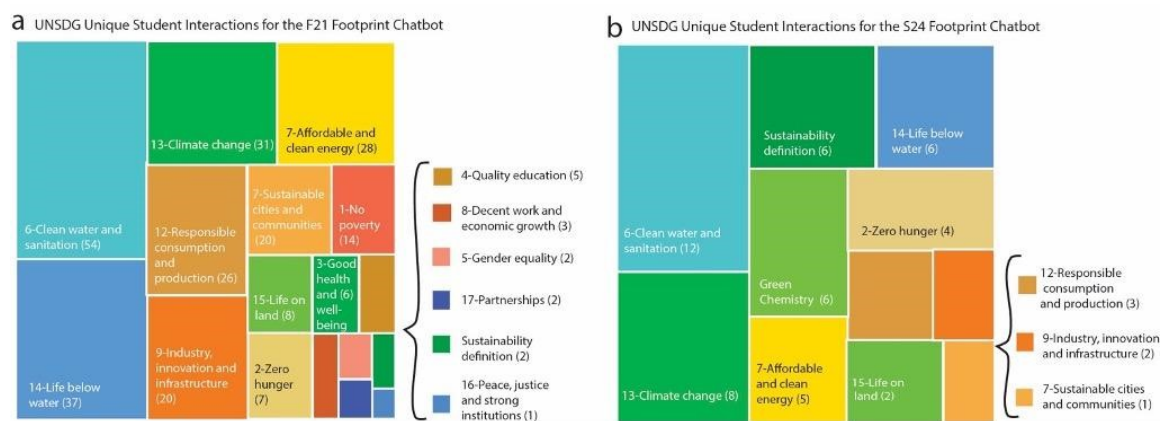 a UNSDG Unique Student Interactions for the F21 Footprint Chatbot
13-Climate change (31)
7-Affordable and
clean energy (28)
6-Clean water and
sanitation (54)
12-Responsible
consumption
and
production (26)
7-Sustainable
cities and
communities
(20)
1-No
poverty
(14)
15-Life on
land (8)
3-Good
health
and (6)
well-
being
14-Life below
water (37)
9-Industry,
innovation and
infrastructure
(20)
2-Zero
hunger
(7)
4-Quality education (5)
8-Decent work and
economic growth (3)
5-Gender equality (2)
17-Partnerships (2)
Sustainability
definition (2)
16-Peace, justice
and strong
institutions (1)
b UNSDG Unique Student Interactions for the S24 Footprint Chatbot
Sustainability
definition (6)
14-Life below
water (6)
6-Clean water and
sanitation (12)
2-Zero hunger (4)
Green
Chemistry (6)
13-Climate change (8)
7-Affordable
and clean
energy (5)
15-Life on
land (2)
12-Responsible
consumption
and production (3)
9-Industry, innovation
and infrastructure (2)
7-Sustainable cities
and communities (1)